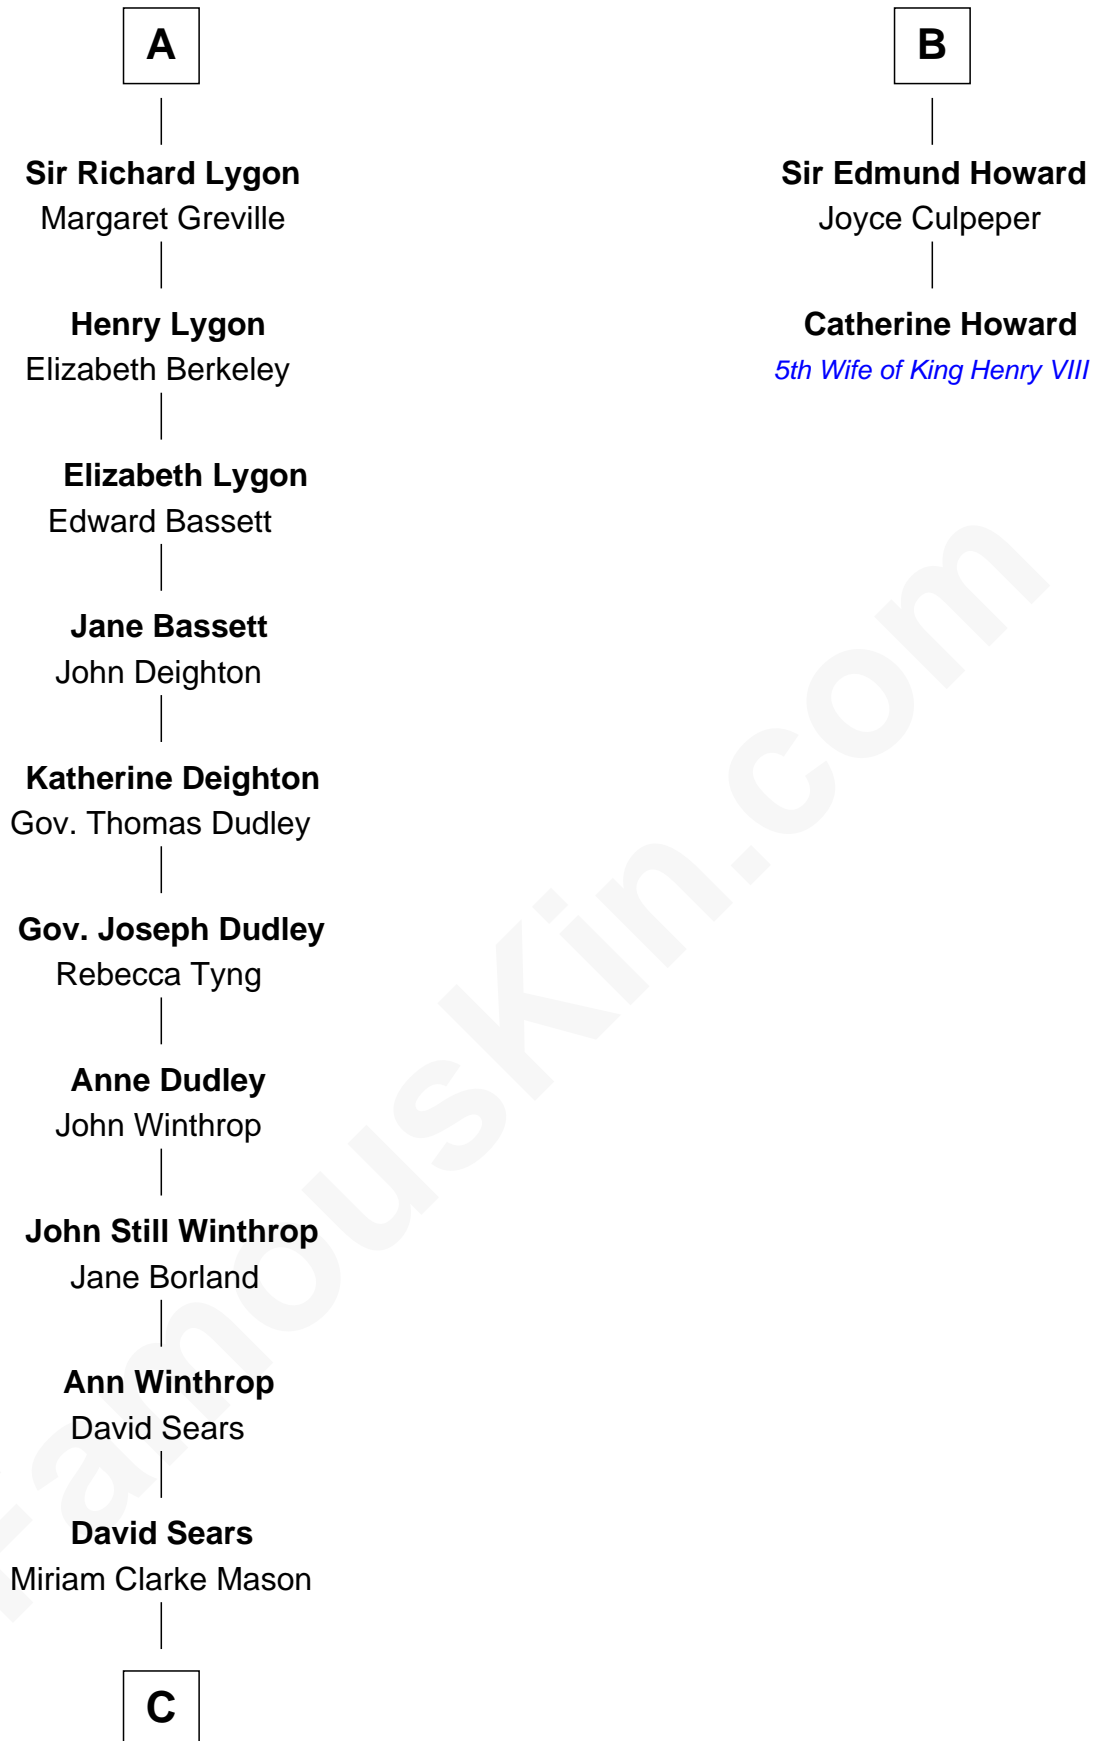 A
Sir Richard Lygon
Margaret Greville
Henry Lygon
Elizabeth Berkeley
Elizabeth Lygon
Edward Bassett
Jane Bassett
John Deighton
Katherine Deighton
Gov. Thomas Dudley
Gov. Joseph Dudley
Rebecca Tyng
Anne Dudley
John Winthrop
John Still Winthrop
Jane Borland
Ann Winthrop
David Sears
David Sears
Miriam Clarke Mason
C
B
Sir Edmund Howard
Joyce Culpeper
Catherine Howard
5th Wife of King Henry VIII
FamousKin.com